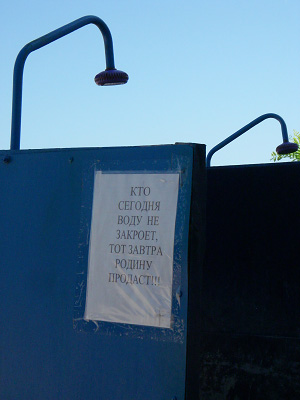 КТО
СЕГОДНЯ
ВОДУ НЕ
ЗАКРОЕТ,
ТОТ ЗАВТРА
РОДИНУ
ПРОДАСТ!!!